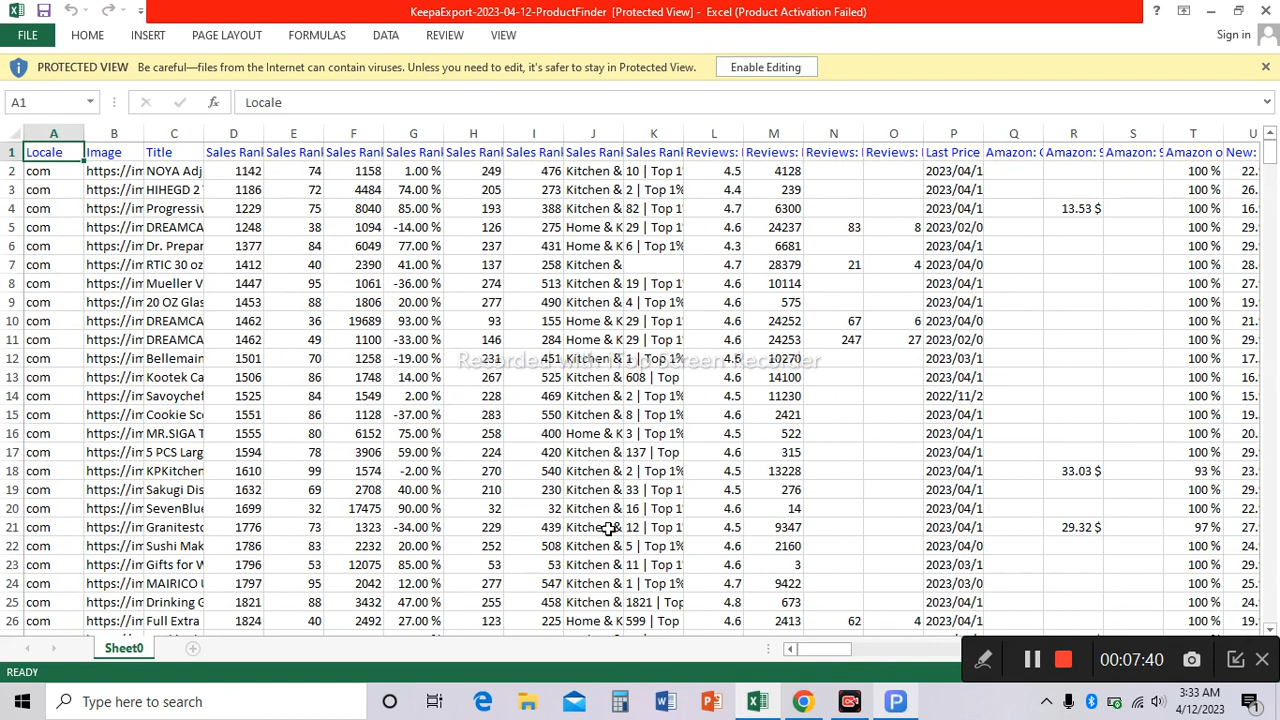 KeepaExport-2023-04-12-ProductFinder [Protected View] - Excel (Product Activation Failed)
FILE HOME INSERT PAGE LAYOUT FORMULAS DATA REVIEW VIEW Sign in
PROTECTED VIEW Be careful—files from the Internet can contain viruses. Unless you need to edit, it's safer to stay in Protected View. Enable Editing
A1 fx Locale
A B C D E F G H I J K L M N O P Q R S T U
1 Locale Image Title Sales Rank Sales Ran Sales Ran Sales Rank Sales Ran Sales Ran Sales Rank Sales Rank Reviews: Reviews: Reviews: Reviews: Last Price Amazon: Amazon: Amazon: Amazon o New:
2 com https://im NOYA Adj 1142 74 1158 1.00 % 249 476 Kitchen & 10 | Top 1% 4.5 4128 2023/04/1 100 % 22.
3 com https://im HIHEGD 2 1186 72 4484 74.00 % 205 273 Kitchen & 2 | Top 1% 4.4 239 2023/04/1 100 % 26.
4 com https://im Progressiv 1229 75 8040 85.00 % 193 388 Kitchen & 82 | Top 1% 4.7 6300 2023/04/1 13.53 $ 100 % 16.
5 com https://im DREAMCA 1248 38 1094 -14.00 % 126 275 Home & K 29 | Top 1% 4.6 24237 83 8 2023/02/0 100 % 29.
6 com https://im Dr. Prepar 1377 84 6049 77.00 % 237 431 Home & K 6 | Top 1% 4.3 6681 2023/04/1 100 % 29.
7 com https://im RTIC 30 oz 1412 40 2390 41.00 % 137 258 Kitchen & 4.7 28379 21 4 2023/04/0 100 % 28.
8 com https://im Mueller V 1447 95 1061 -36.00 % 274 513 Kitchen & 19 | Top 1% 4.6 10114 2023/04/1 100 % 29.
9 com https://im 20 OZ Glas 1453 88 1806 20.00 % 277 490 Kitchen & 4 | Top 1% 4.6 575 2023/04/1 100 % 19.
10 com https://im DREAMCA 1462 36 19689 93.00 % 93 155 Home & K 29 | Top 1% 4.6 24252 67 6 2023/04/0 100 % 21.
11 com https://im DREAMCA 1462 49 1100 -33.00 % 146 284 Home & K 29 | Top 1% 4.6 24253 247 27 2023/02/0 100 % 29.
12 com https://im Bellemain 1501 70 1258 -19.00 % 231 451 Kitchen & 1 | Top 1% 4.6 10270 2023/03/1 100 % 17.
Recorded with iTop Screen Recorder
13 com https://im Kootek Ca 1506 86 1748 14.00 % 267 525 Kitchen & 608 | Top 4.6 14100 2023/04/1 100 % 16.
14 com https://im Savoychef 1525 84 1549 2.00 % 228 469 Kitchen & 2 | Top 1% 4.6 11230 2022/11/2 100 % 29.
15 com https://im Cookie Sco 1551 86 1128 -37.00 % 283 550 Kitchen & 8 | Top 1% 4.6 2421 2023/04/1 100 % 19.
16 com https://im MR.SIGA T 1555 80 6152 75.00 % 258 400 Home & K 3 | Top 1% 4.6 522 2023/04/1 100 % 20.
17 com https://im 5 PCS Larg 1594 78 3906 59.00 % 224 420 Kitchen & 137 | Top 4.6 315 2023/04/1 100 % 22.
18 com https://im KPKitchen 1610 99 1574 -2.00 % 270 540 Kitchen & 2 | Top 1% 4.5 13228 2023/04/1 33.03 $ 93 % 23.
19 com https://im Sakugi Dis 1632 69 2708 40.00 % 210 230 Kitchen & 33 | Top 1% 4.5 276 2023/04/1 100 % 29.
20 com https://im SevenBlue 1699 32 17475 90.00 % 32 32 Kitchen & 16 | Top 1% 4.6 14 2023/04/1 100 % 22.
21 com https://im Granitesto 1776 73 1323 -34.00 % 229 439 Kitchen & 12 | Top 1% 4.5 9347 2023/04/1 29.32 $ 97 % 27.
22 com https://im Sushi Mak 1786 83 2232 20.00 % 252 508 Kitchen & 5 | Top 1% 4.6 2160 2023/04/0 100 % 24.
23 com https://im Gifts for W 1796 53 12075 85.00 % 53 53 Kitchen & 11 | Top 1% 4.6 3 2023/03/1 100 % 29.
24 com https://im MAIRICO U 1797 95 2042 12.00 % 277 547 Kitchen & 1 | Top 1% 4.7 9422 2023/03/0 100 % 25.
25 com https://im Drinking G 1821 88 3432 47.00 % 255 458 Kitchen & 1821 | Top 4.8 673 2023/04/1 100 % 24.
26 com https://im Full Extra 1824 40 2492 27.00 % 123 225 Home & K 599 | Top 4.6 2413 62 4 2023/04/1 100 % 19.
Sheet0
READY
00:07:40
Type here to search
3:33 AM
4/12/2023